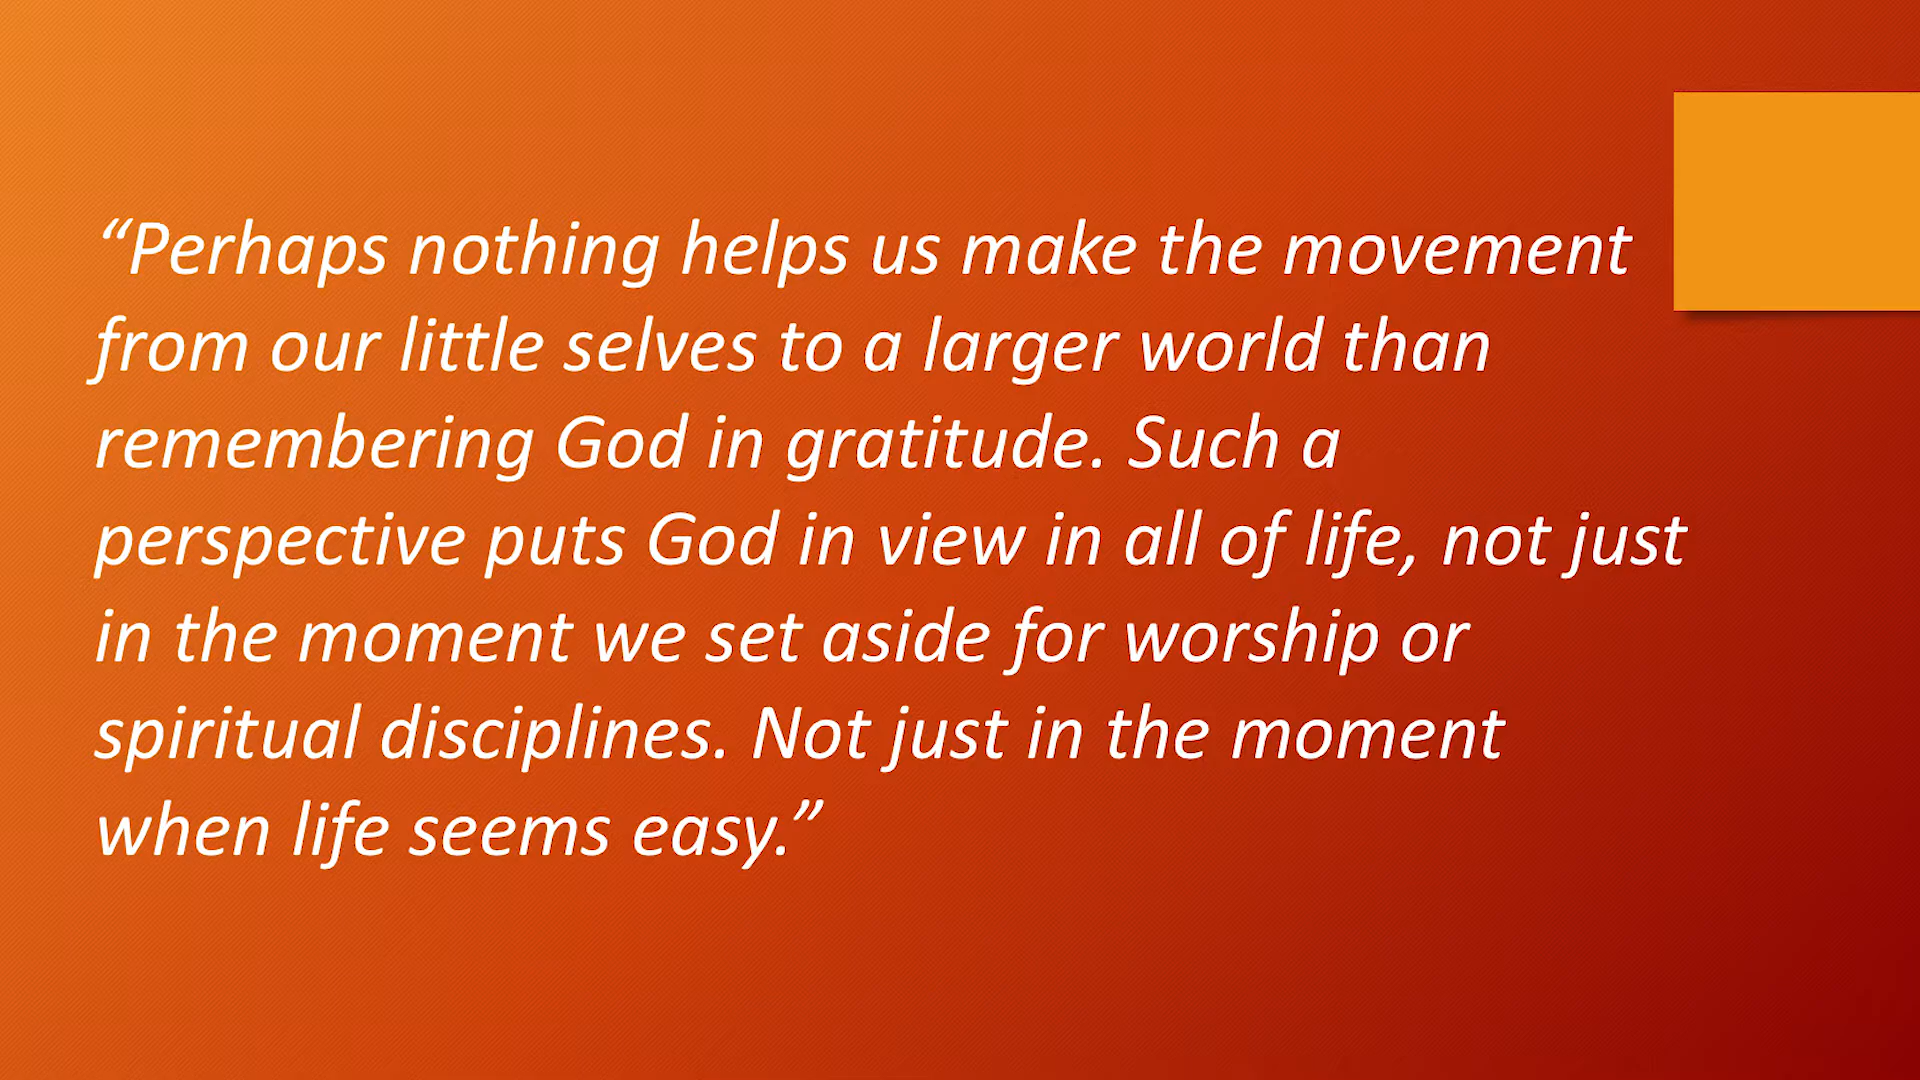 “Perhaps nothing helps us make the movement
from our little selves to a larger world than
remembering God in gratitude. Such a
perspective puts God in view in all of life, not just
in the moment we set aside for worship or
spiritual disciplines. Not just in the moment
when life seems easy.”